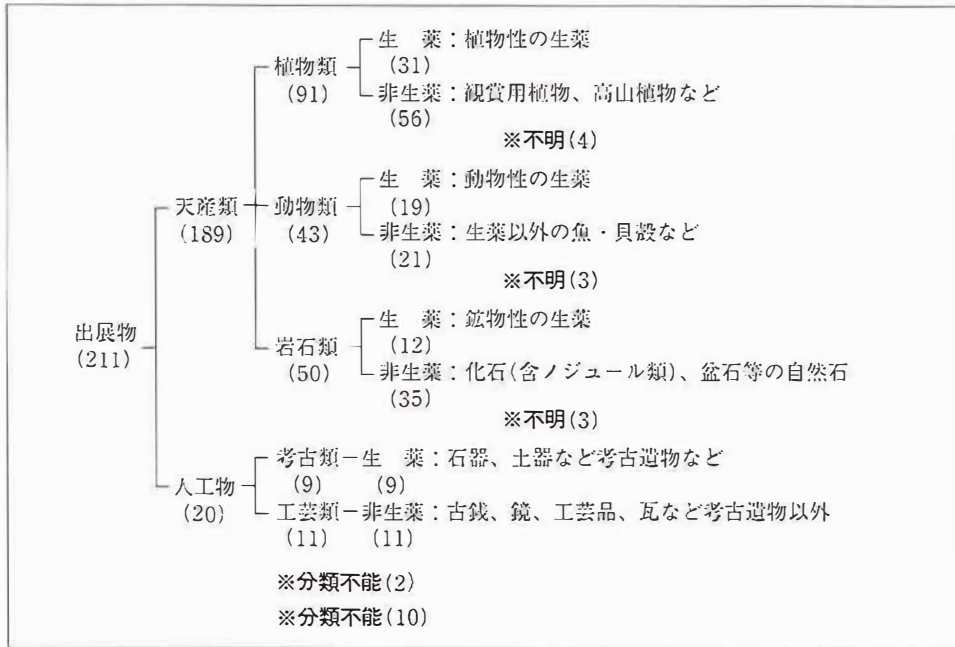 生　薬：植物性の生薬
植物類
(31)
(91)
非生薬：観賞用植物、高山植物など
(56)
※不明(4)
生　薬：動物性の生薬
天産類
動物類
(19)
(189)
(43)
非生薬：生薬以外の魚・貝殻など
(21)
※不明(3)
生　薬：鉱物性の生薬
出展物
岩石類
(12)
(211)
(50)
非生薬：化石(含ノジュール類)、盆石等の自然石
(35)
※不明(3)
考古類－生　薬：石器、土器など考古遺物など
人工物
(9)
(9)
(20)
工芸類－非生薬：古銭、鏡、工芸品、瓦など考古遺物以外
(11)
(11)
※分類不能(2)
※分類不能(10)